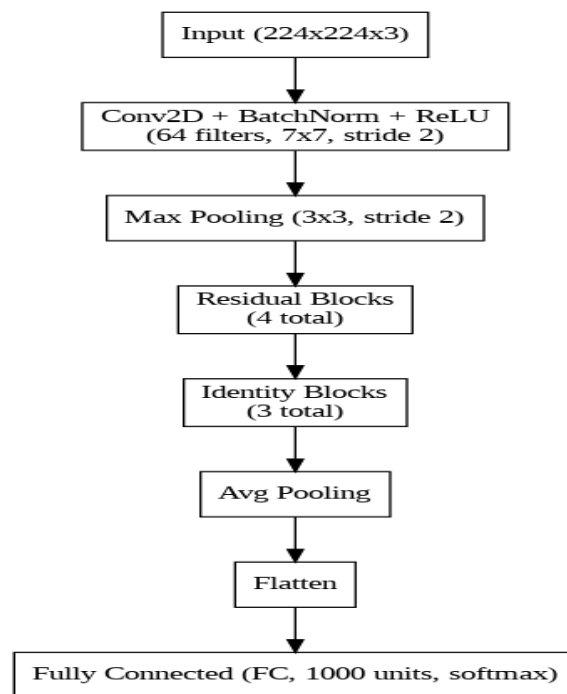 Input (224x224x3)
Conv2D + BatchNorm + ReLU
(64 filters, 7x7, stride 2)
Max Pooling (3x3, stride 2)
Residual Blocks
(4 total)
Identity Blocks
(3 total)
Avg Pooling
Flatten
Fully Connected (FC, 1000 units, softmax)